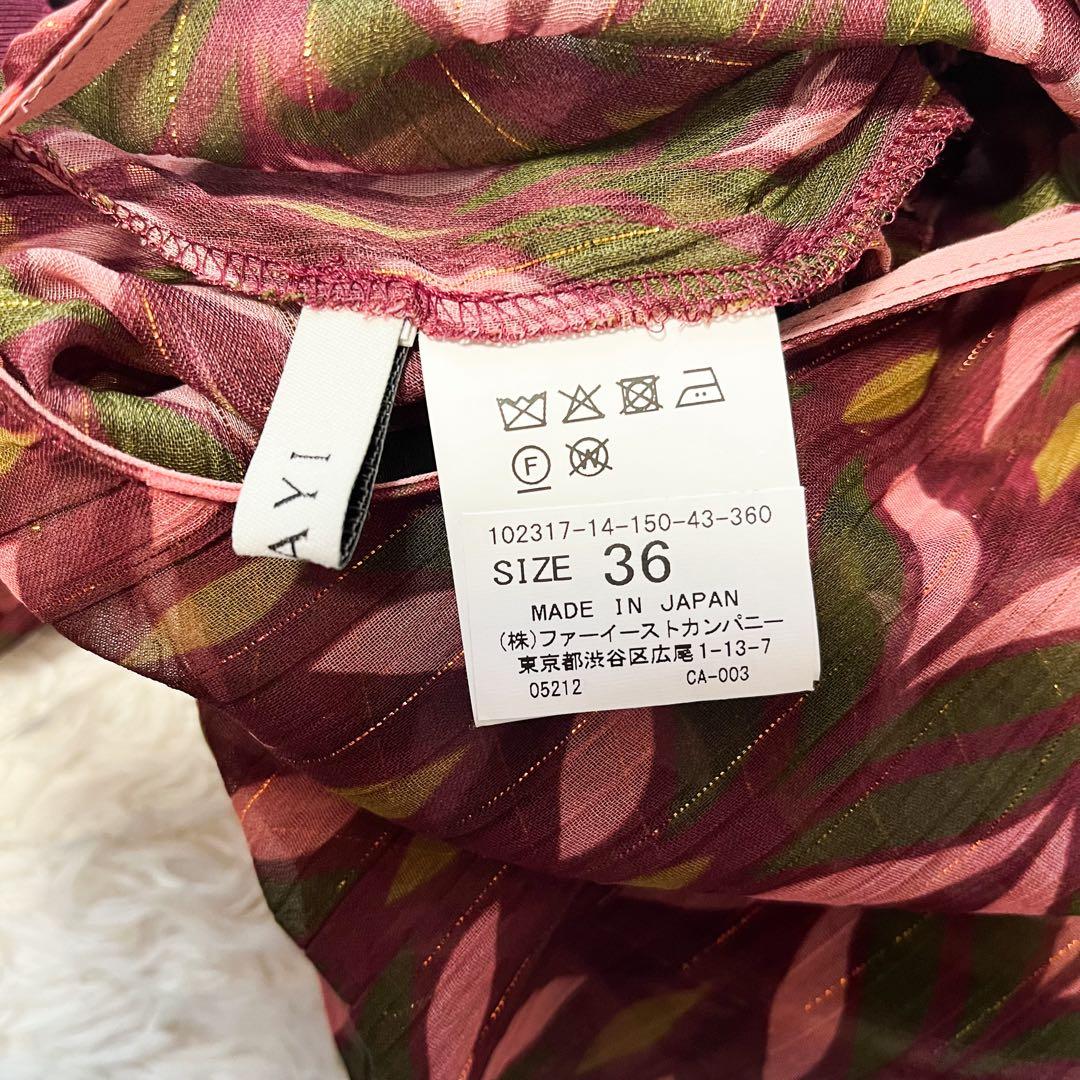 AYI
F
W
102317-14-150-43-360
SIZE 36
MADE IN JAPAN
(株)ファーイーストカンパニー
東京都渋谷区広尾1-13-7
05212 CA-003